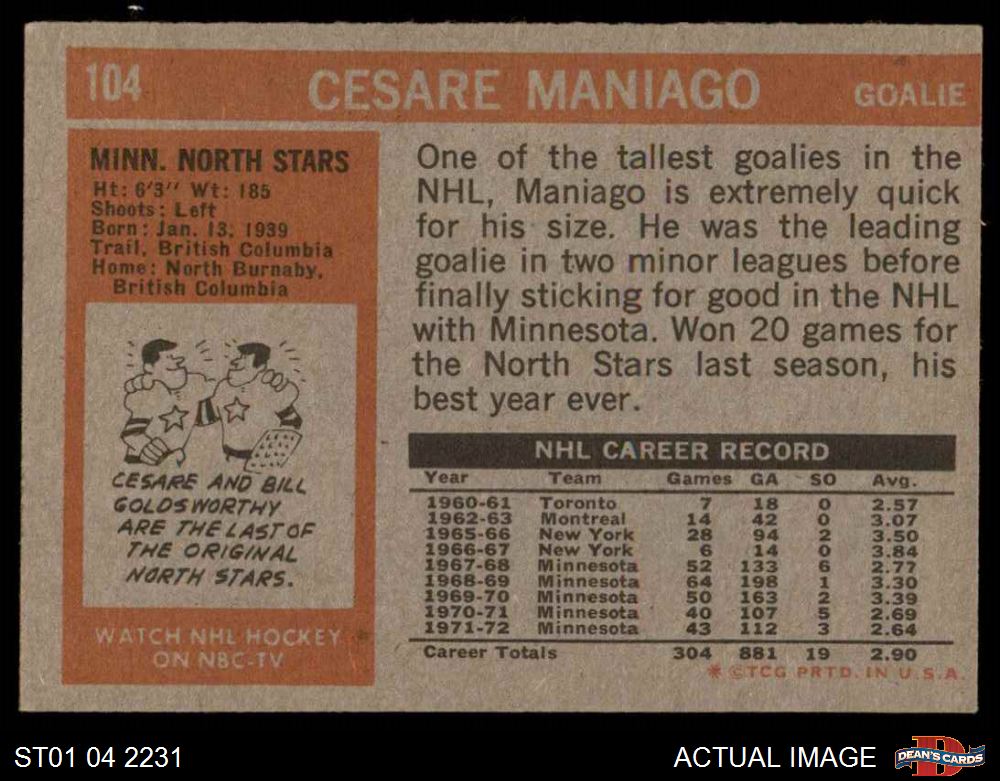 104 CESARE MANIAGO GOALIE
MINN. NORTH STARS
Ht: 6'3'' Wt: 185
Shoots: Left
Born: Jan. 13, 1939
Trail, British Columbia
Home: North Burnaby,
British Columbia
CESARE AND BILL
GOLDSWORTHY
ARE THE LAST OF
THE ORIGINAL
NORTH STARS.
WATCH NHL HOCKEY
ON NBC-TV
One of the tallest goalies in the
NHL, Maniago is extremely quick
for his size. He was the leading
goalie in two minor leagues before
finally sticking for good in the NHL
with Minnesota. Won 20 games for
the North Stars last season, his
best year ever.
NHL CAREER RECORD
Year Team Games GA SO Avg.
1960-61 Toronto 7 18 0 2.57
1962-63 Montreal 14 42 0 3.07
1965-66 New York 28 94 2 3.50
1966-67 New York 6 14 0 3.84
1967-68 Minnesota 52 133 6 2.77
1968-69 Minnesota 64 198 1 3.30
1969-70 Minnesota 50 163 2 3.39
1970-71 Minnesota 40 107 5 2.69
1971-72 Minnesota 43 112 3 2.64
Career Totals 304 881 19 2.90
* ©TCG PRTD. IN U.S.A.
ST01 04 2231
ACTUAL IMAGE
DEAN'S CARDS